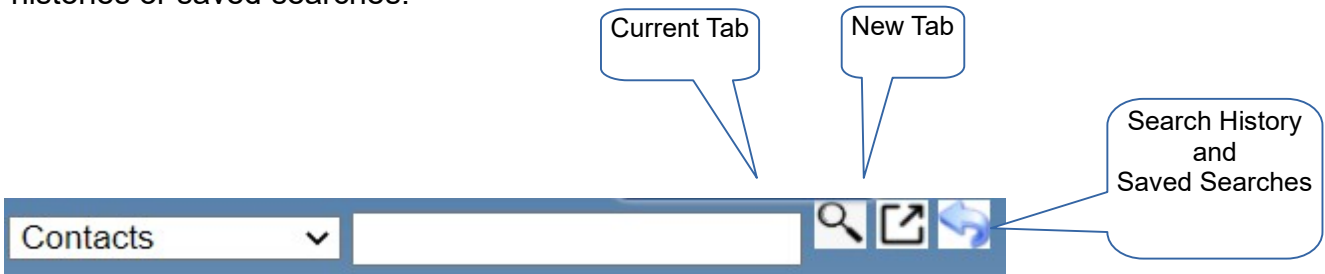 histories or saved searches.
Current Tab
New Tab
Search History
and
Saved Searches
Contacts